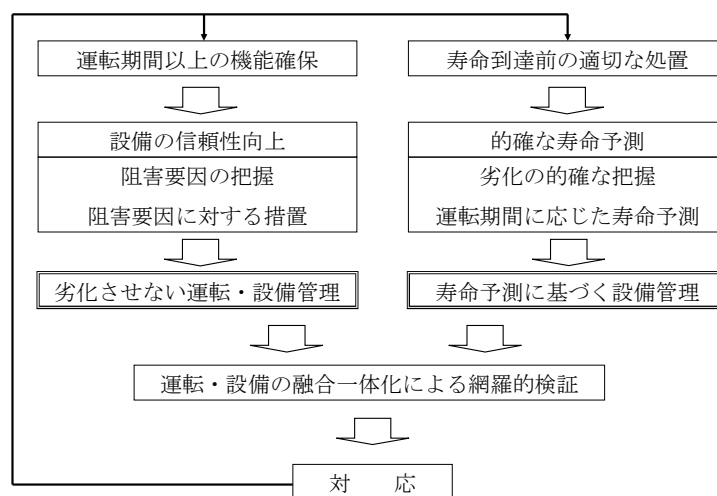 運転期間以上の機能確保
寿命到達前の適切な処置
設備の信頼性向上
阻害要因の把握
阻害要因に対する措置
的確な寿命予測
劣化の的確な把握
運転期間に応じた寿命予測
劣化させない運転・設備管理
寿命予測に基づく設備管理
運転・設備の融合一体化による網羅的検証
対　　応